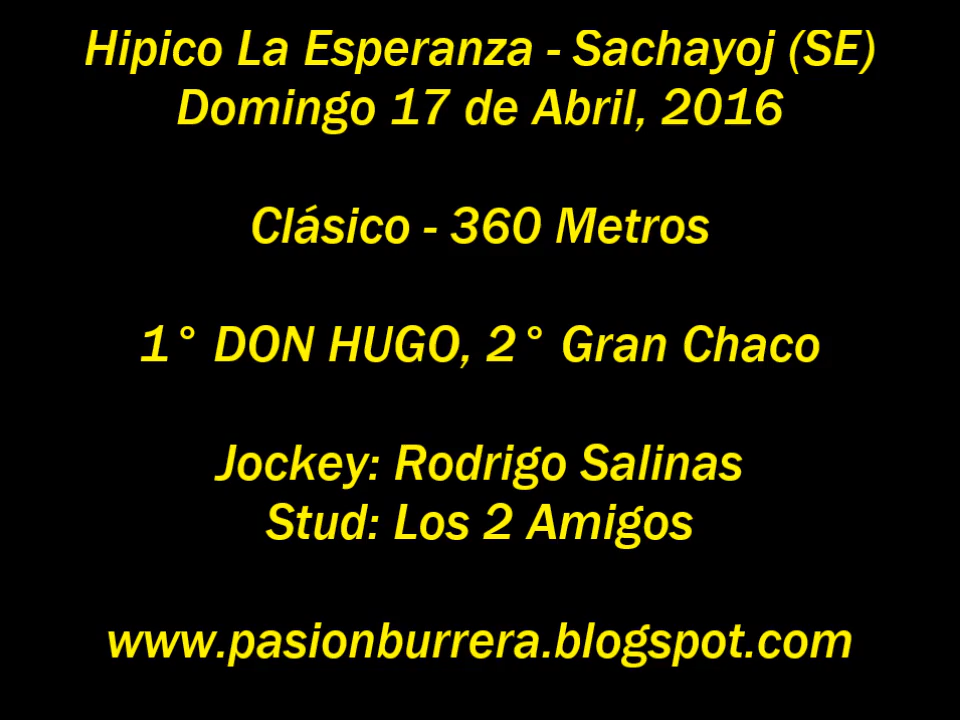 Hipico La Esperanza - Sachayoj (SE)
Domingo 17 de Abril, 2016
Clásico - 360 Metros
1° DON HUGO, 2° Gran Chaco
Jockey: Rodrigo Salinas
Stud: Los 2 Amigos
www.pasionburrera.blogspot.com